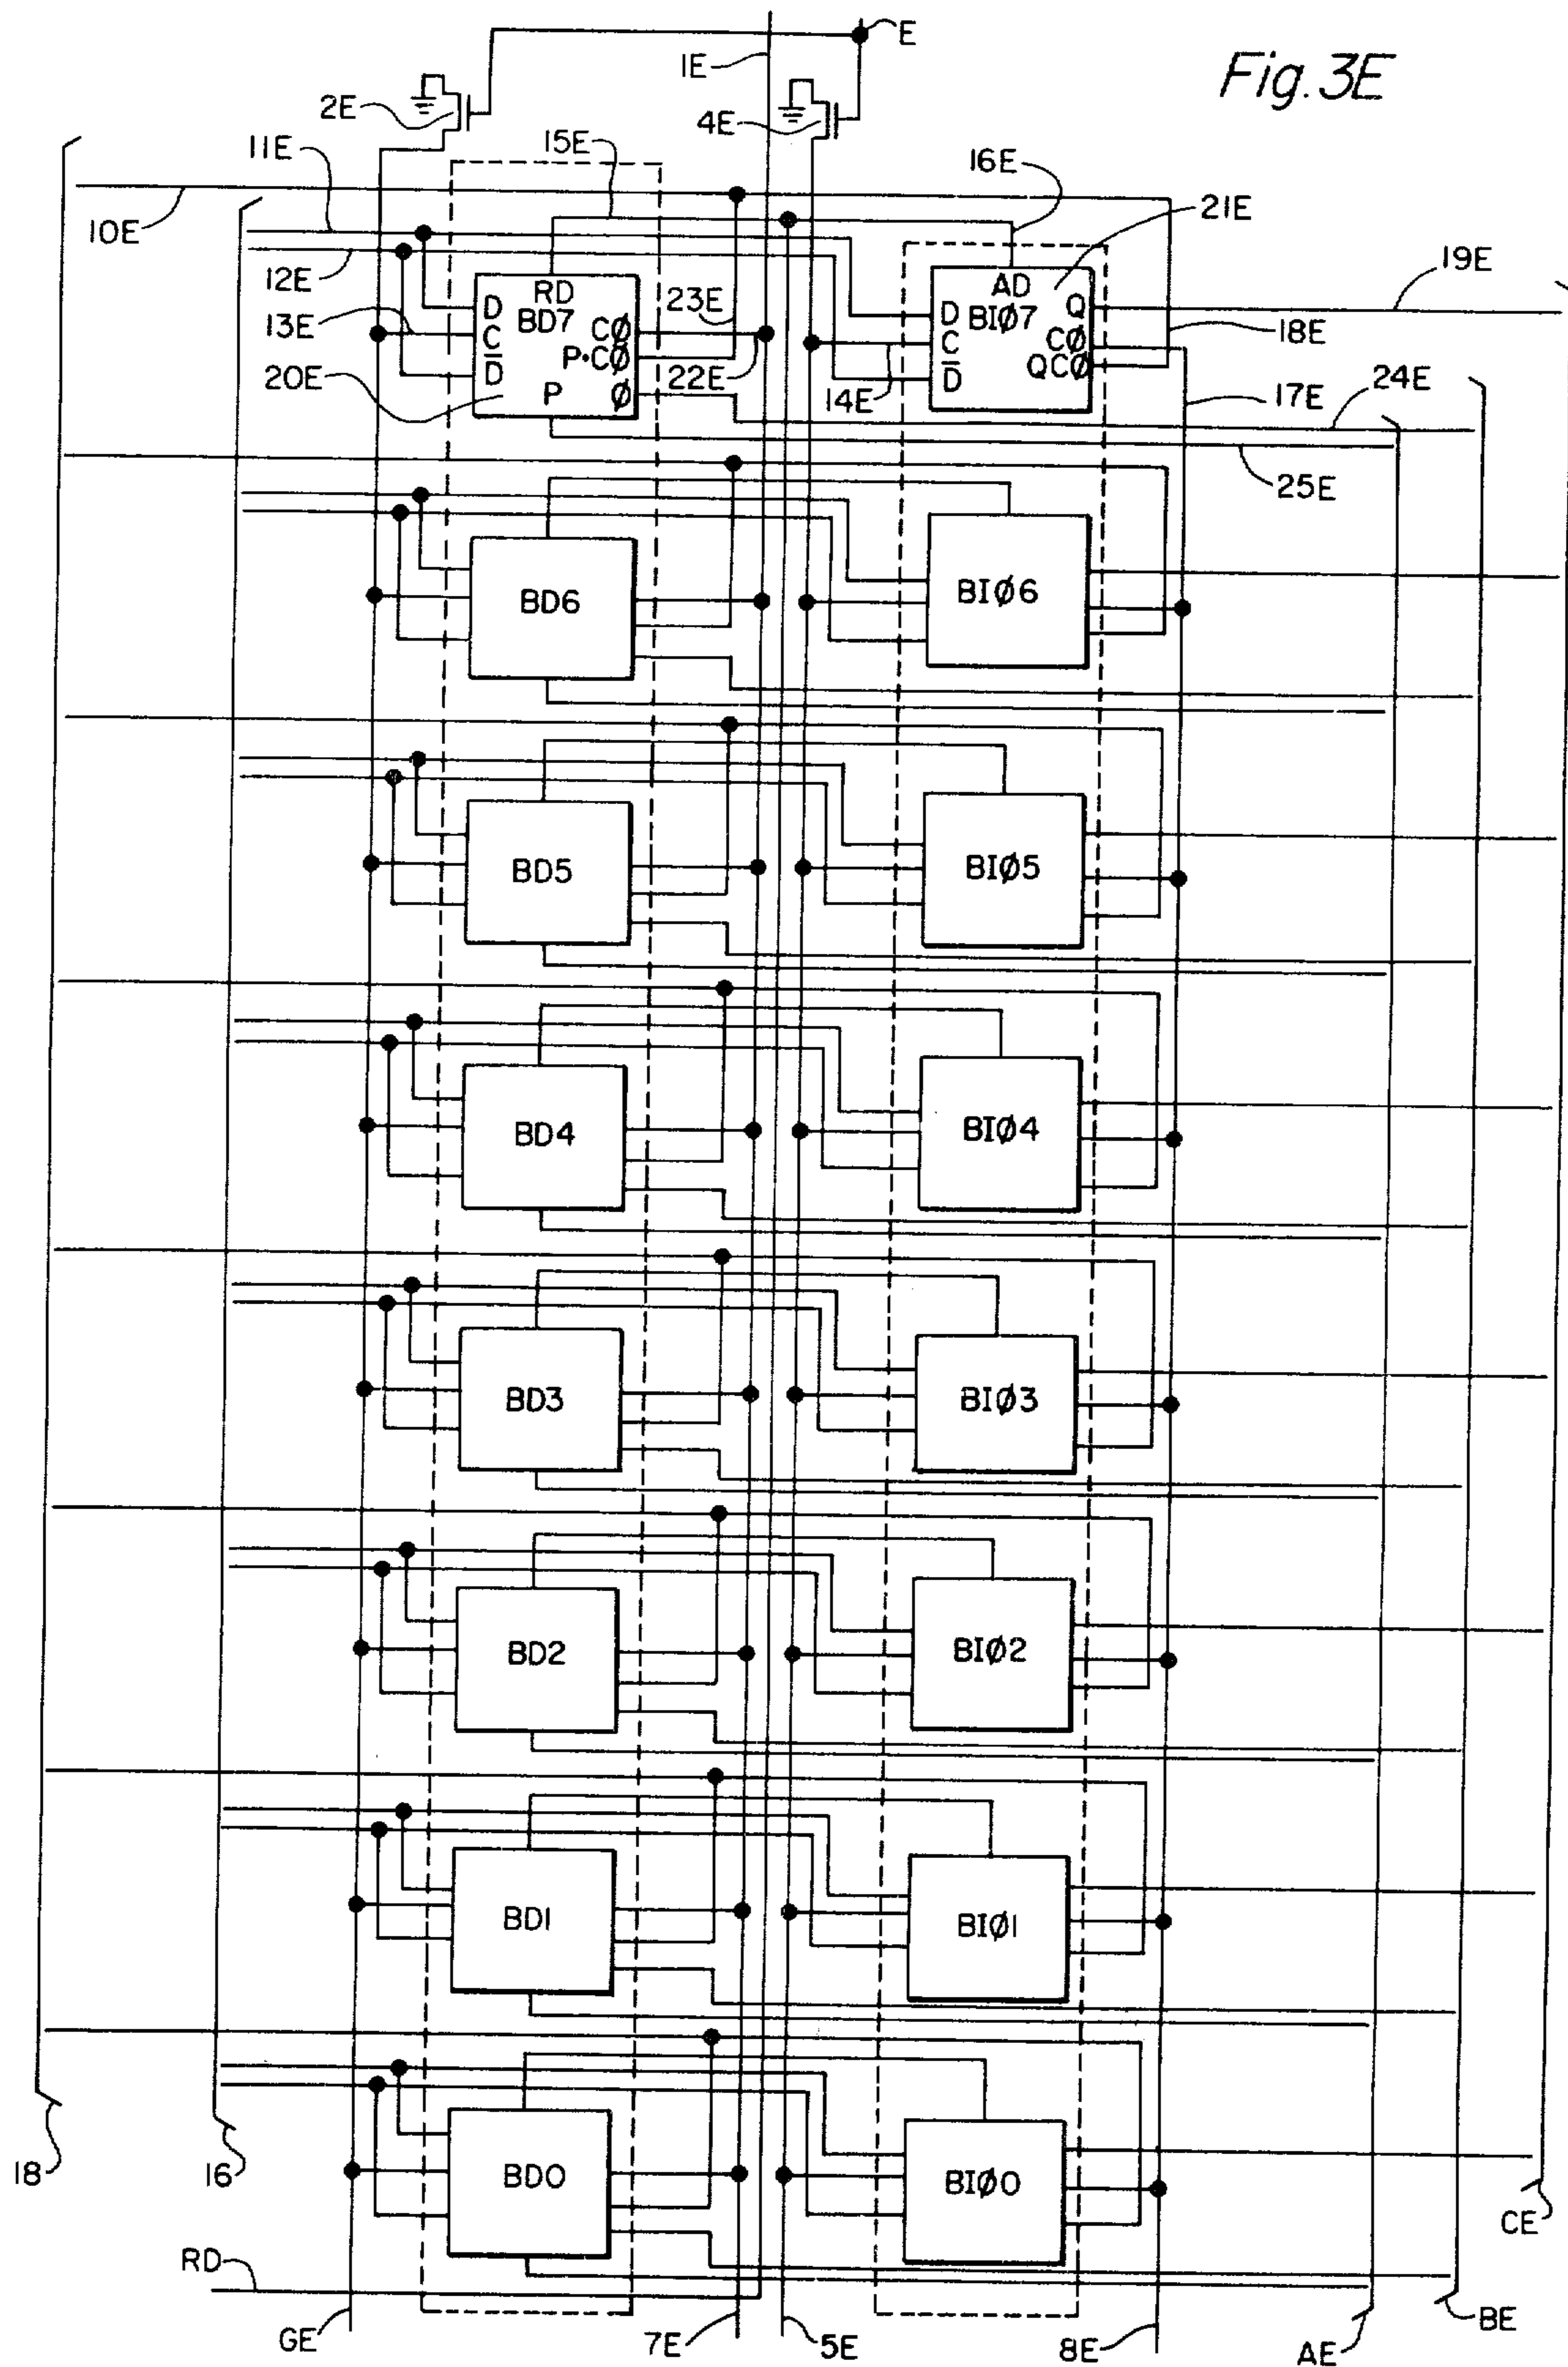 E
1E
Fig. 3E
2E
4E
11E
15E
16E
21E
10E
19E
12E
RD
BD7
D
C
D̅
CØ
P•CØ
P
Ø
23E
AD
BIØ7
D
C
D̅
Q
CØ
QCØ
13E
18E
20E
22E
14E
24E
17E
25E
BD6
BIØ6
BD5
BIØ5
BD4
BIØ4
BD3
BIØ3
BD2
BIØ2
BD1
BIØ1
BD0
BIØ0
18
16
CE
RD
GE
7E
5E
8E
AE
BE